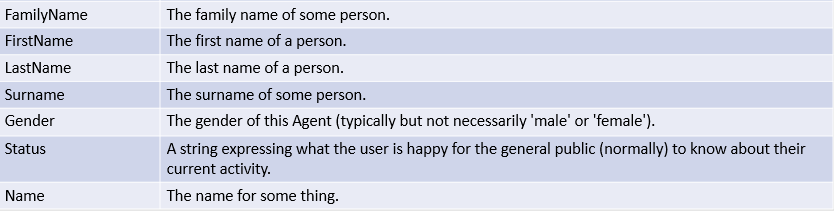 FamilyName The family name of some person.
FirstName The first name of a person.
LastName The last name of a person.
Surname The surname of some person.
Gender The gender of this Agent (typically but not necessarily 'male' or 'female').
Status A string expressing what the user is happy for the general public (normally) to know about their
current activity.
Name The name for some thing.